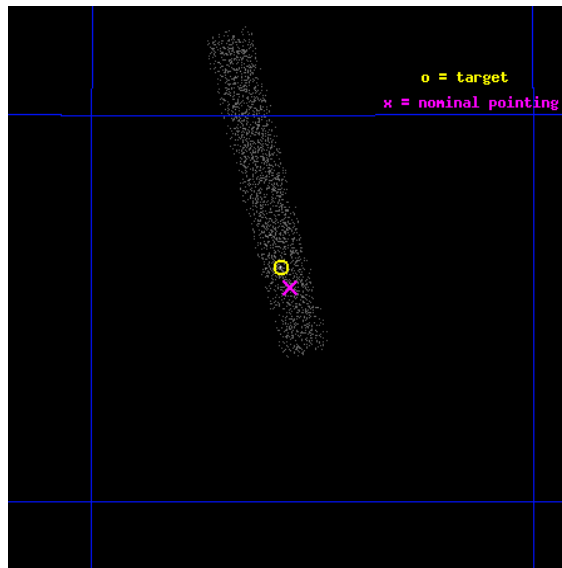 o = target
x = nominal pointing